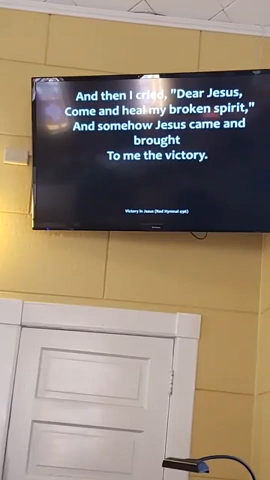 And then I cried, "Dear Jesus,
Come and heal my broken spirit,"
And somehow Jesus came and
brought
To me the victory.
Victory in Jesus (Red Hymnal 496)